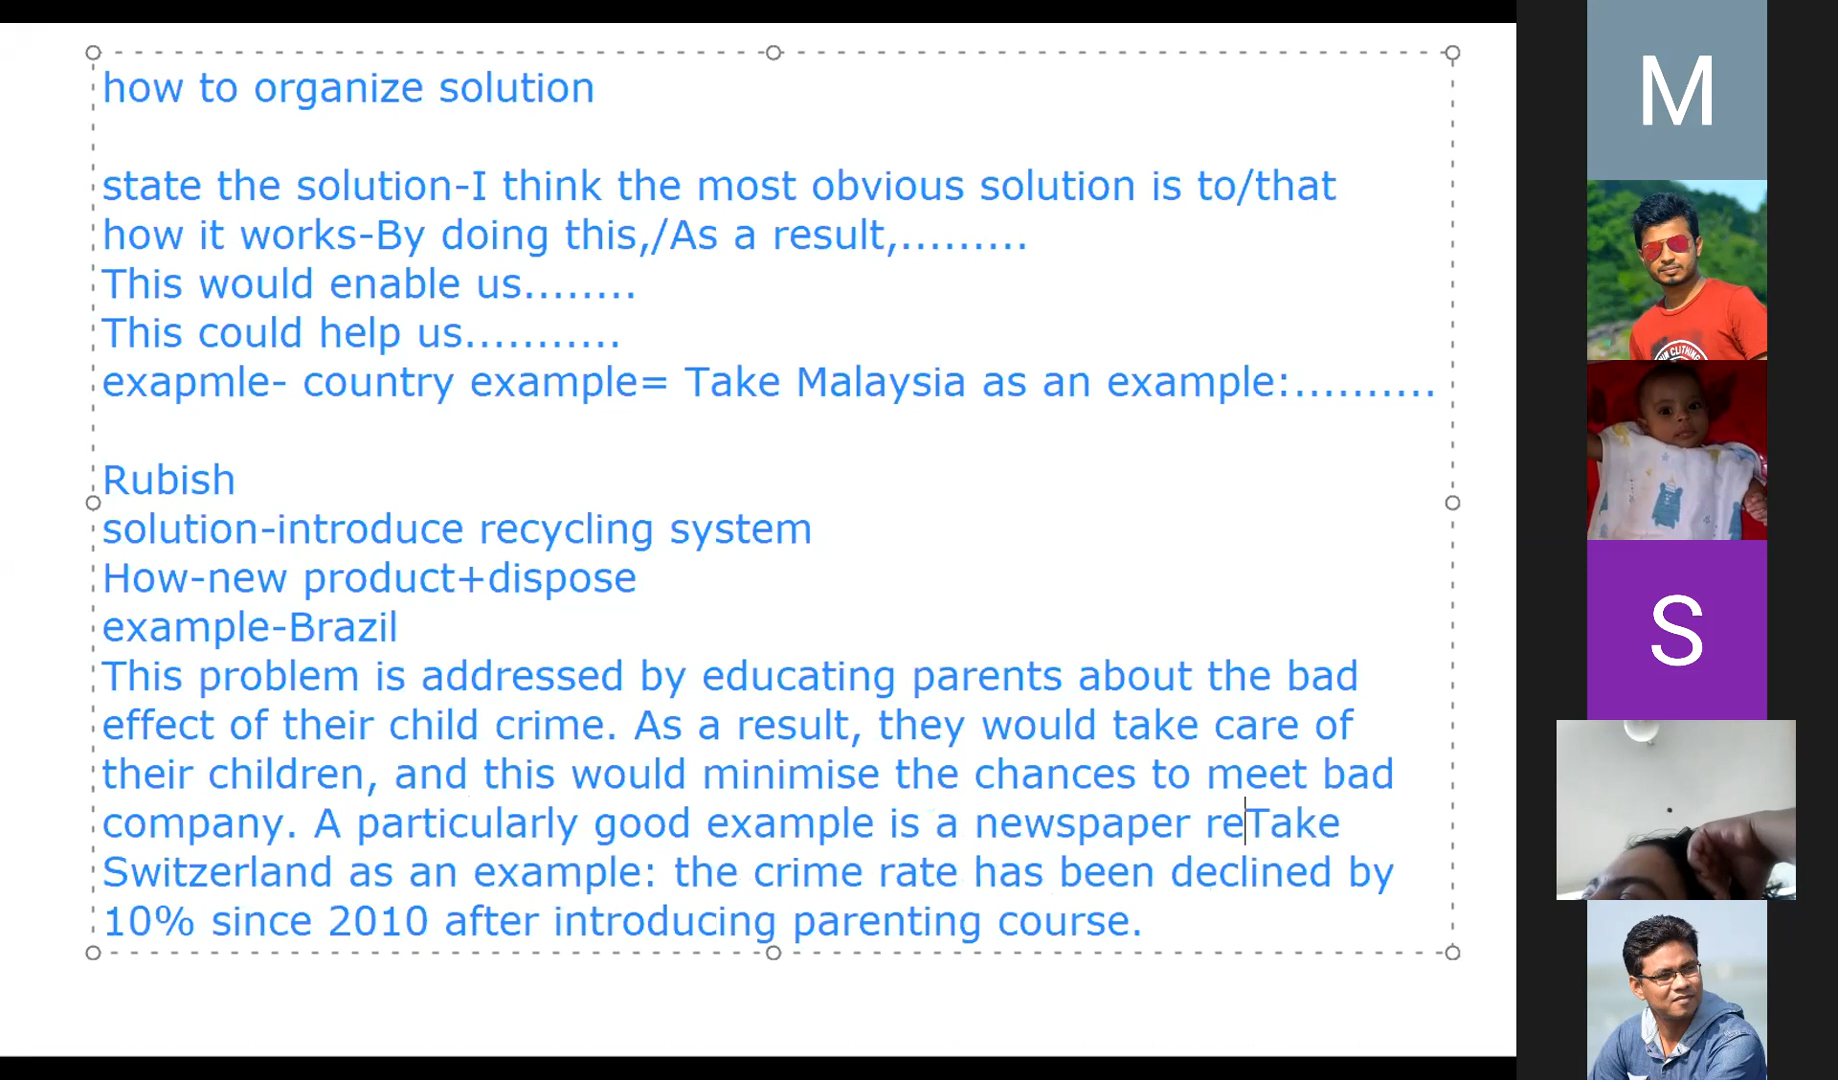 how to organize solution
state the solution-I think the most obvious solution is to/that
how it works-By doing this,/As a result,.........
This would enable us........
This could help us...........
exapmle- country example= Take Malaysia as an example:..........
Rubish
solution-introduce recycling system
How-new product+dispose
example-Brazil
This problem is addressed by educating parents about the bad
effect of their child crime. As a result, they would take care of
their children, and this would minimise the chances to meet bad
company. A particularly good example is a newspaper reTake
Switzerland as an example: the crime rate has been declined by
10% since 2010 after introducing parenting course.
M
S